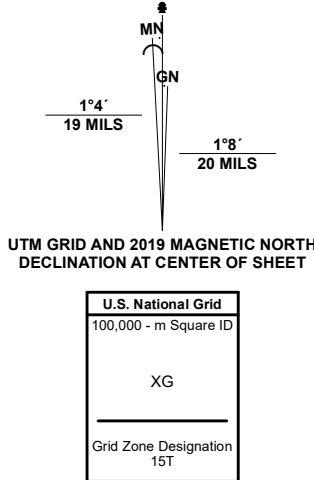 MN
GN
1°4´
19 MILS
1°8´
20 MILS
UTM GRID AND 2019 MAGNETIC NORTH
DECLINATION AT CENTER OF SHEET
U.S. National Grid
100,000 - m Square ID
XG
Grid Zone Designation
15T